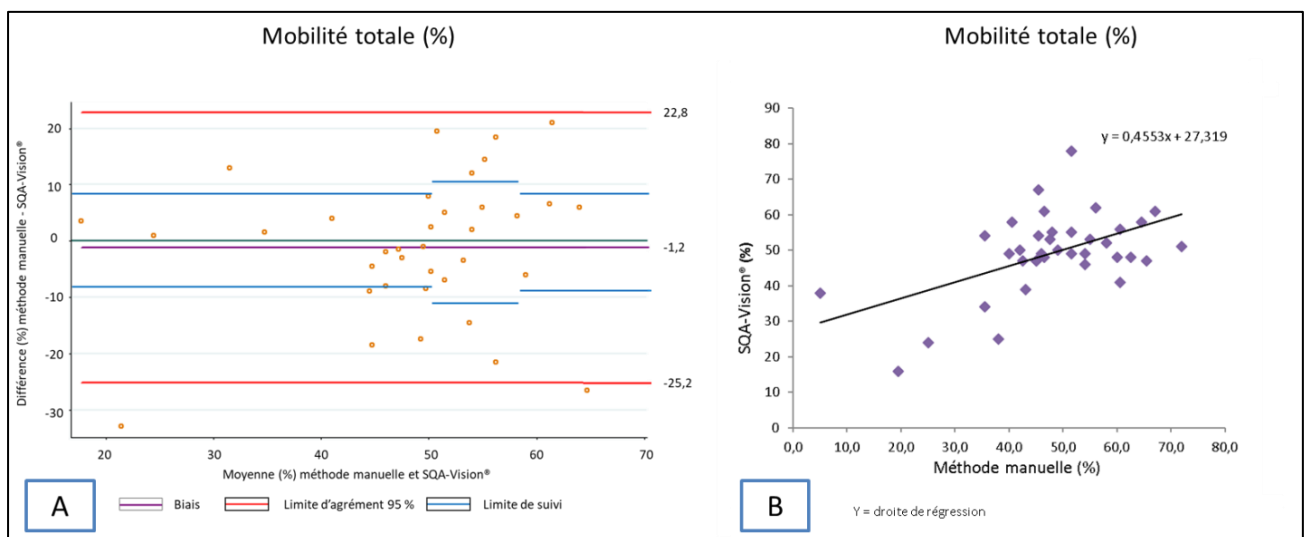 Mobilité totale (%)
Différence (%) méthode manuelle - SQA-Vision®
20
10
0
-10
-20
-30
22,8
-1,2
-25,2
20 30 40 50 60 70
Moyenne (%) méthode manuelle et SQA-Vision®
A
Biais
Limite d'agrément 95 %
Limite de suivi
Mobilité totale (%)
SQA-Vision® (%)
90
80
70
60
50
40
30
20
10
0
y = 0,4553x + 27,319
0,0 10,0 20,0 30,0 40,0 50,0 60,0 70,0 80,0
Méthode manuelle (%)
B
Y = droite de régression